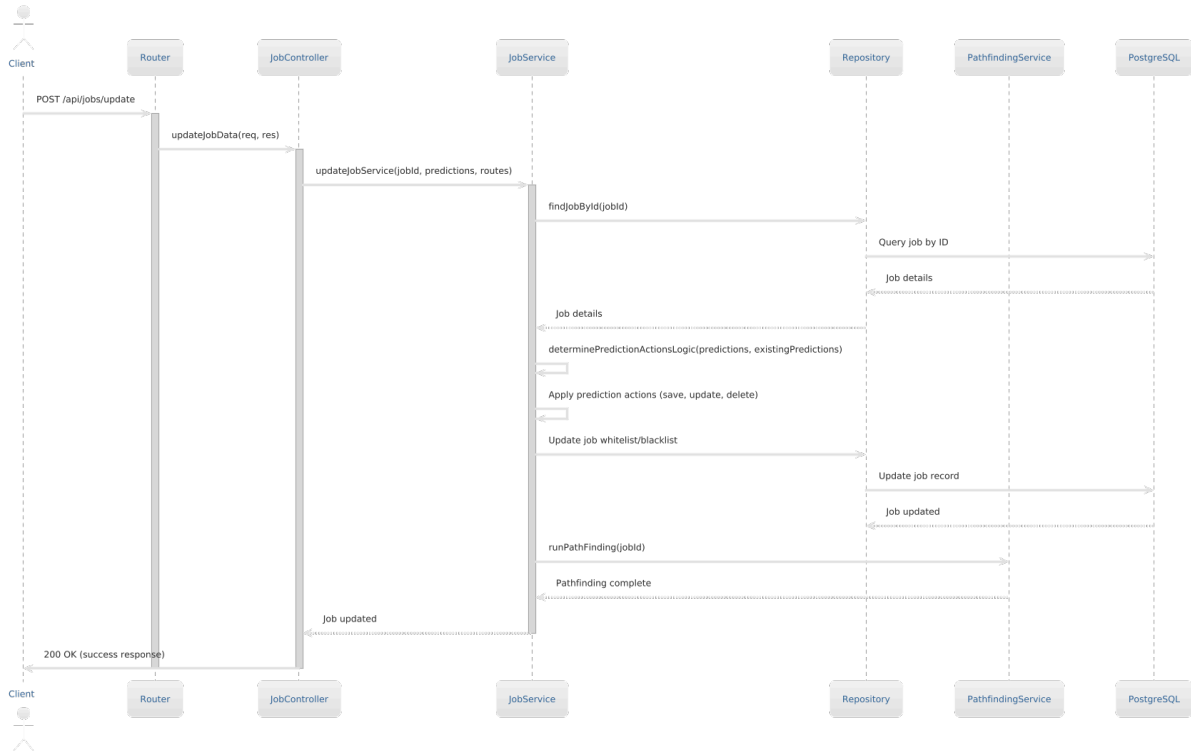 Client
Router
JobController
JobService
Repository
PathfindingService
PostgreSQL
POST /api/jobs/update
updateJobData(req, res)
updateJobService(jobId, predictions, routes)
findJobById(jobId)
Query job by ID
Job details
Job details
determinePredictionActionsLogic(predictions, existingPredictions)
Apply prediction actions (save, update, delete)
Update job whitelist/blacklist
Update job record
Job updated
runPathFinding(jobId)
Pathfinding complete
Job updated
200 OK (success response)
Client
Router
JobController
JobService
Repository
PathfindingService
PostgreSQL